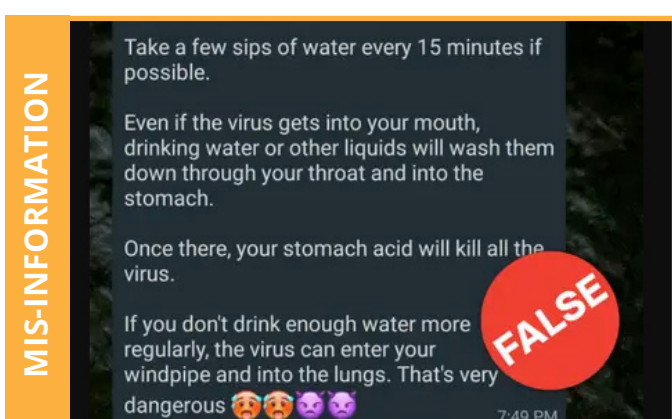 MIS-INFORMATION
Take a few sips of water every 15 minutes if
possible.
Even if the virus gets into your mouth,
drinking water or other liquids will wash them
down through your throat and into the
stomach.
Once there, your stomach acid will kill all the
virus.
If you don't drink enough water more
regularly, the virus can enter your
windpipe and into the lungs. That's very
dangerous 🥵🥵👿👿
FALSE
7:49 PM